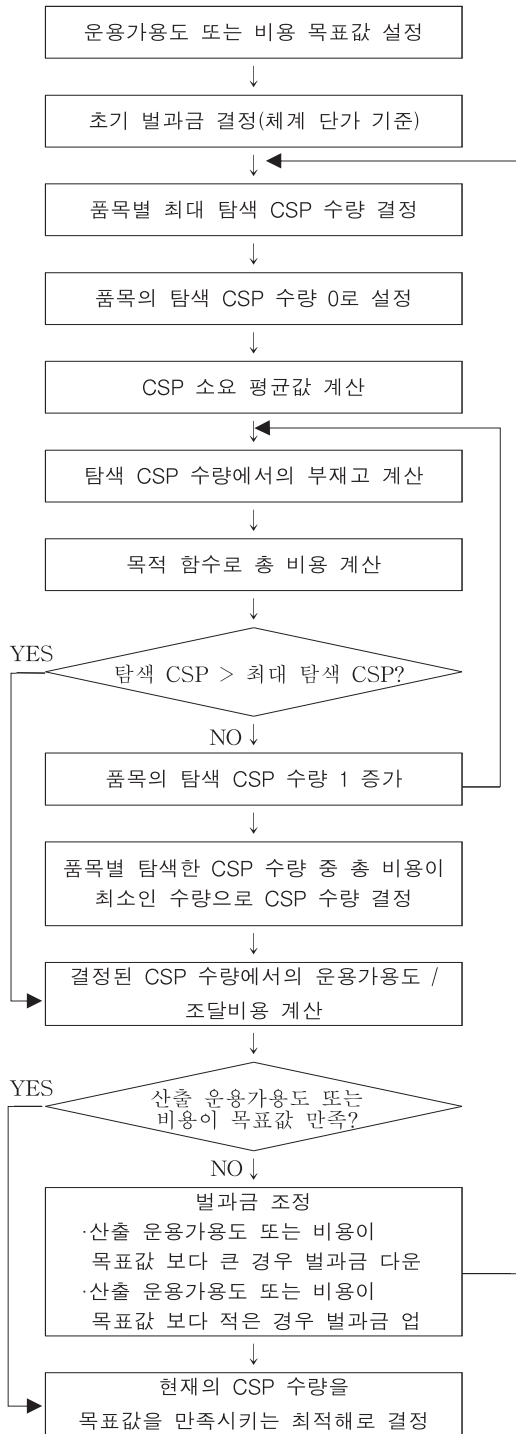 운용가용도 또는 비용 목표값 설정
초기 벌과금 결정(체계 단가 기준)
품목별 최대 탐색 CSP 수량 결정
품목의 탐색 CSP 수량 0로 설정
CSP 소요 평균값 계산
탐색 CSP 수량에서의 부재고 계산
목적 함수로 총 비용 계산
YES
탐색 CSP > 최대 탐색 CSP?
NO
품목의 탐색 CSP 수량 1 증가
품목별 탐색한 CSP 수량 중 총 비용이
최소인 수량으로 CSP 수량 결정
결정된 CSP 수량에서의 운용가용도 /
조달비용 계산
YES
산출 운용가용도 또는
비용이 목표값 만족?
NO
벌과금 조정
·산출 운용가용도 또는 비용이
목표값 보다 큰 경우 벌과금 다운
·산출 운용가용도 또는 비용이
목표값 보다 적은 경우 벌과금 업
현재의 CSP 수량을
목표값을 만족시키는 최적해로 결정